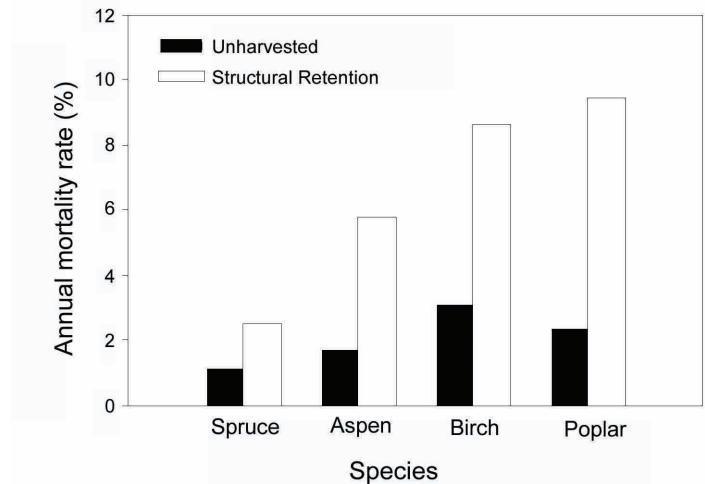 12
10
8
6
4
2
0
Annual mortality rate (%)
Unharvested
Structural Retention
Spruce Aspen Birch Poplar
Species